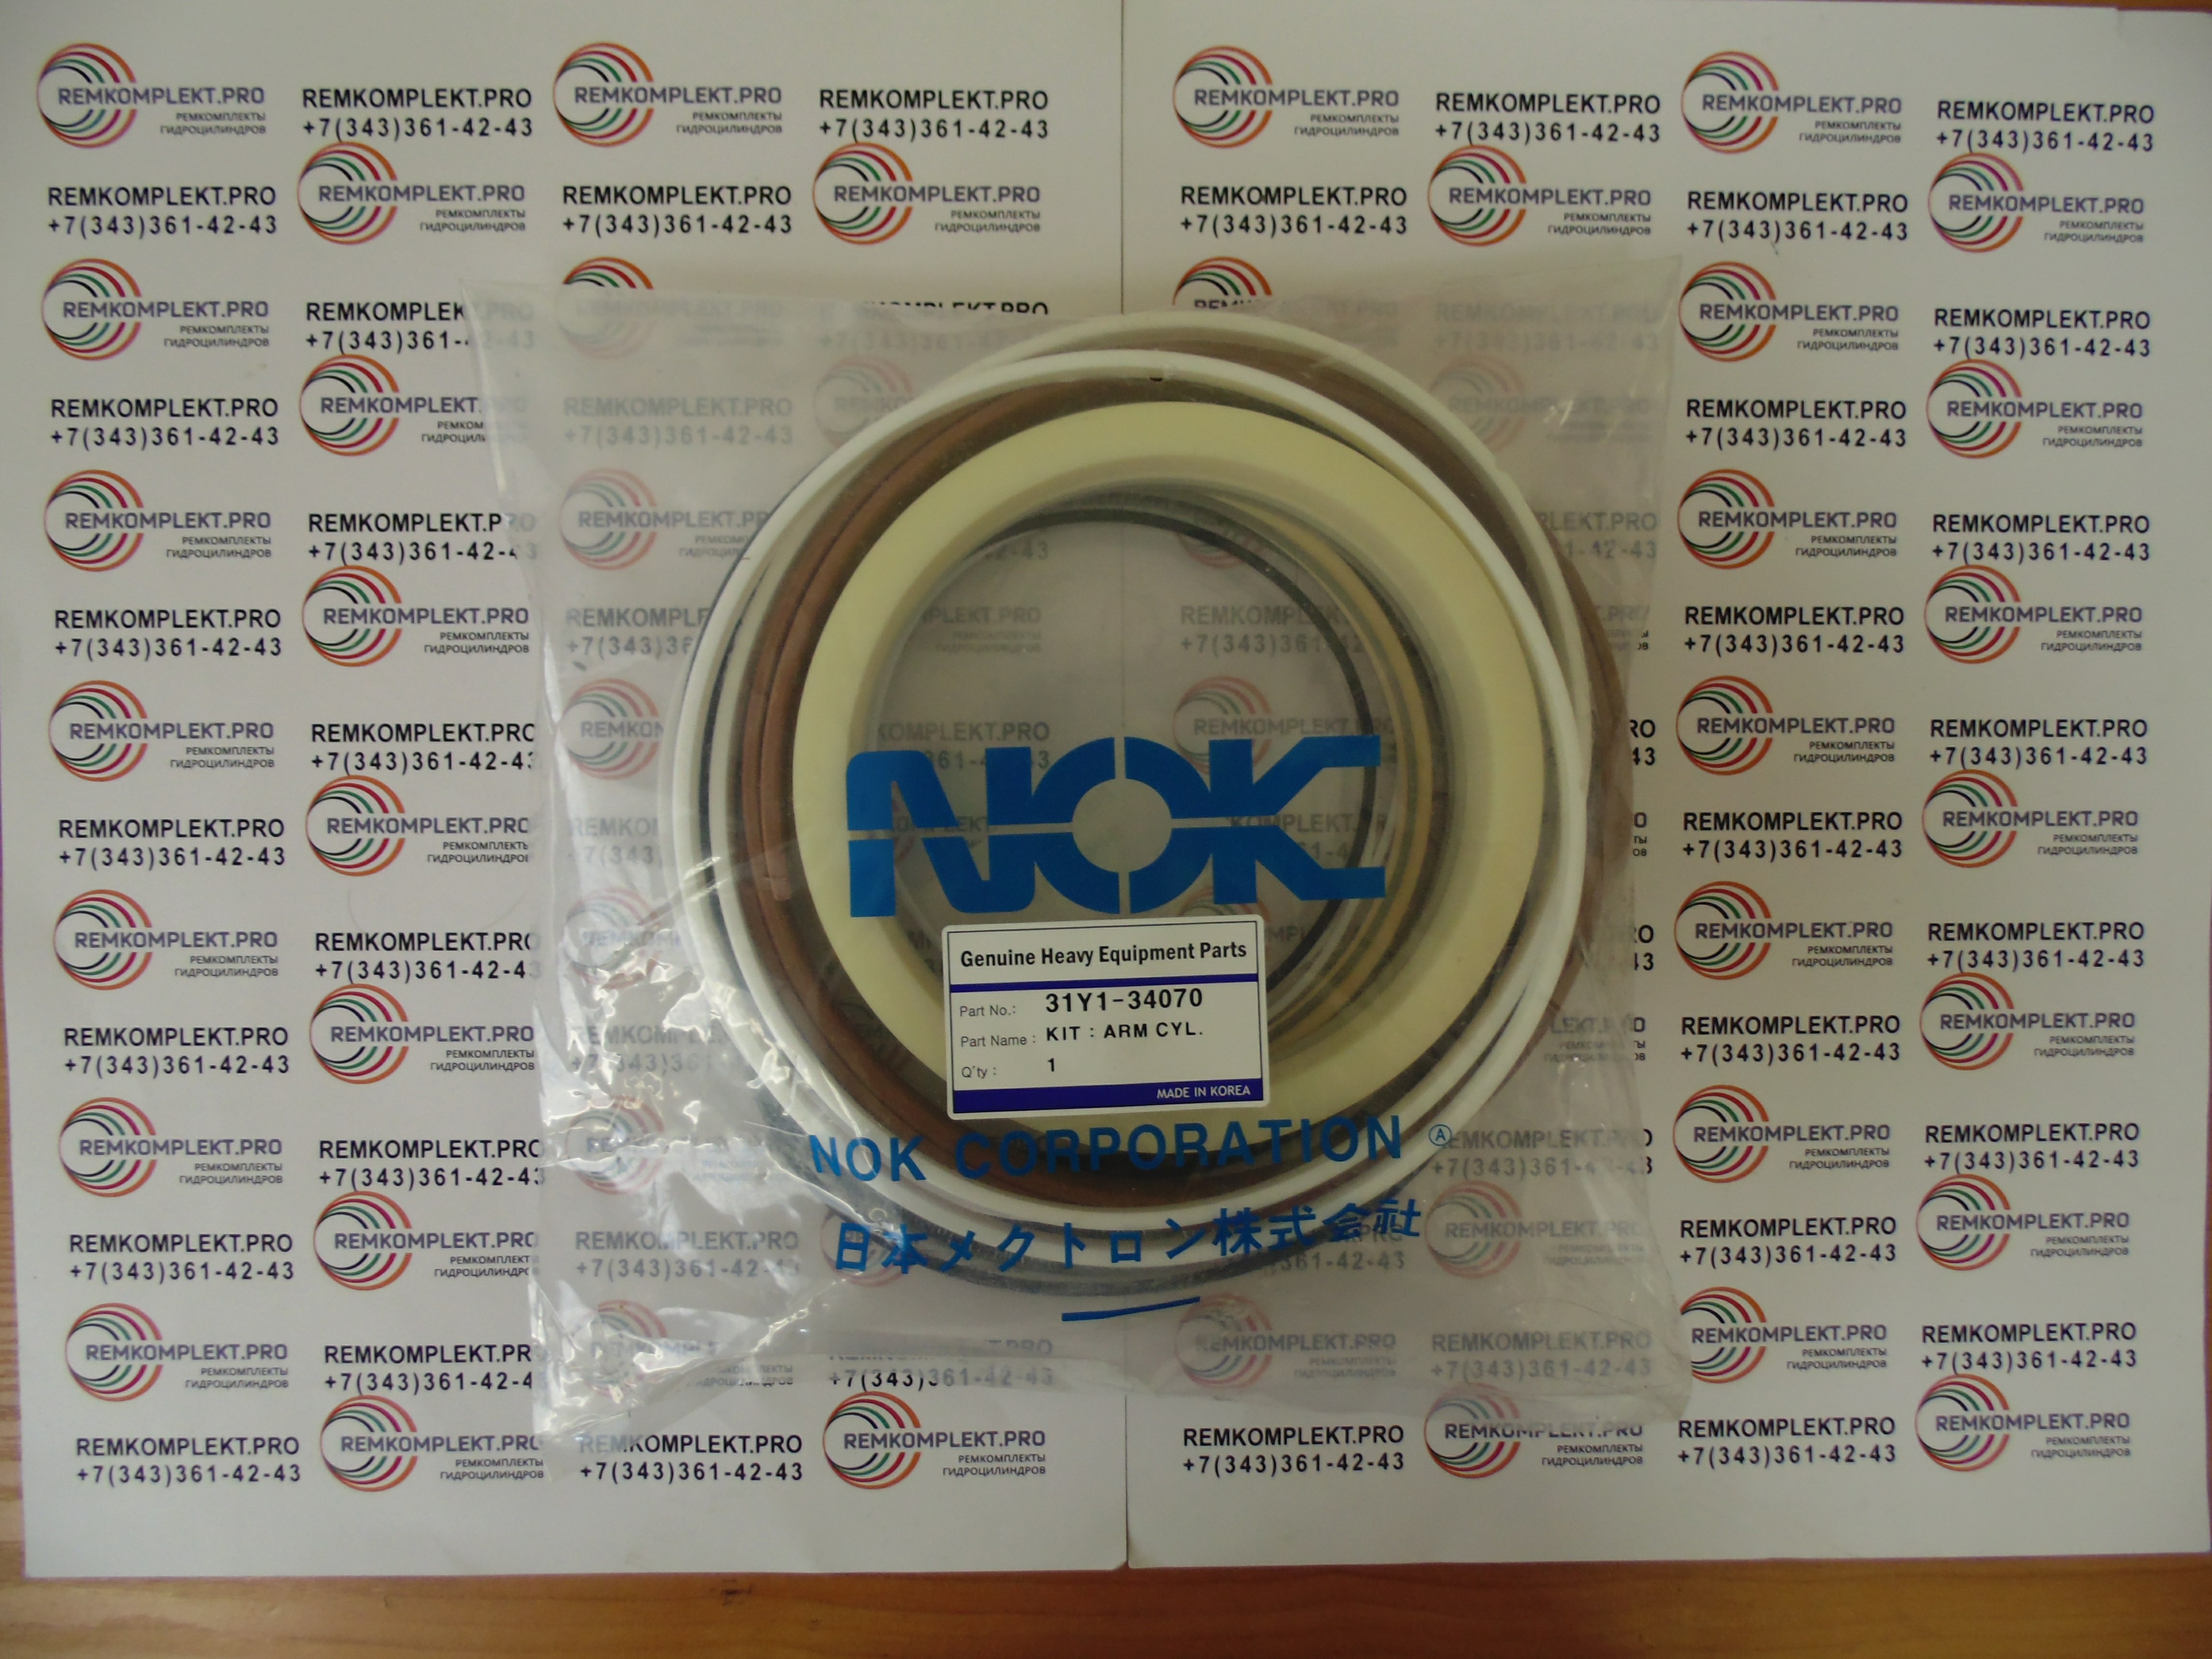 REMKOMPLEKT.PRO
РЕМКОМПЛЕКТЫ
ГИДРОЦИЛИНДРОВ
REMKOMPLEKT.PRO
+7(343)361-42-43
NOK
Genuine Heavy Equipment Parts
Part No.: 31Y1-34070
Part Name : KIT : ARM CYL.
Q'ty : 1
MADE IN KOREA
NOK CORPORATION Ⓐ
日本メクトロン株式会社